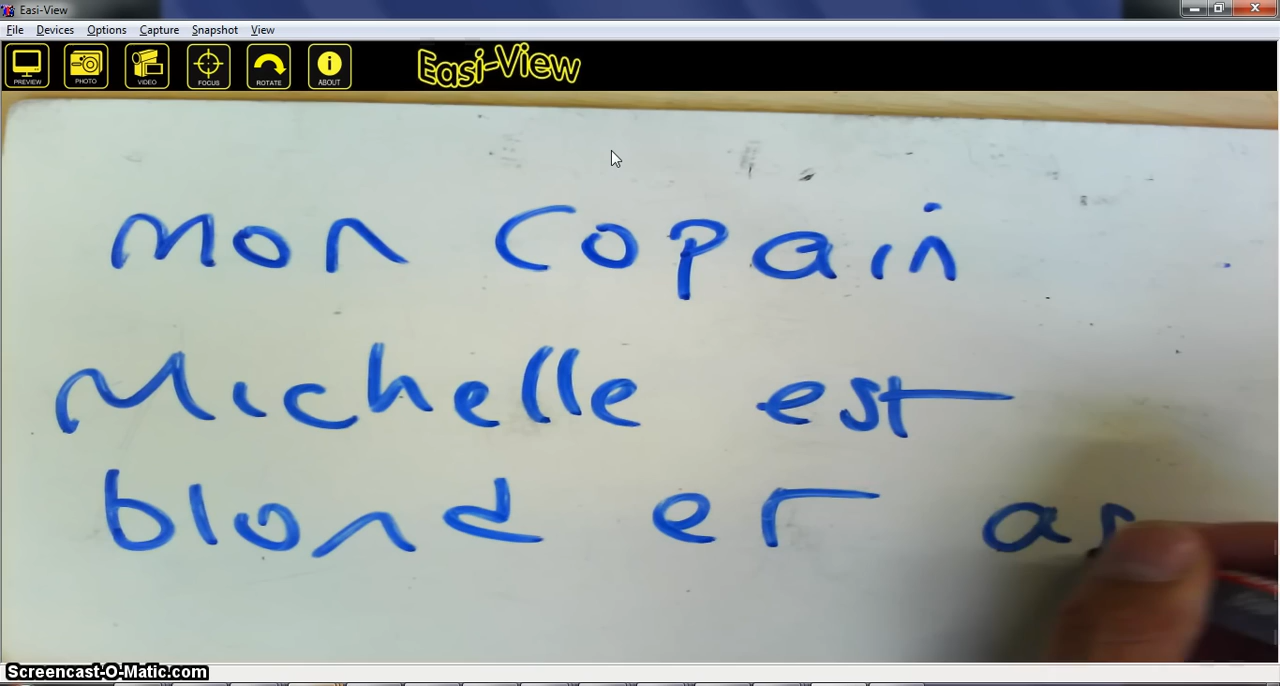 Easi-View
File Devices Options Capture Snapshot View
PREVIEW PHOTO VIDEO FOCUS ROTATE ABOUT
Easi-View
mon copain
Michelle est
blond et as
Screencast-O-Matic.com